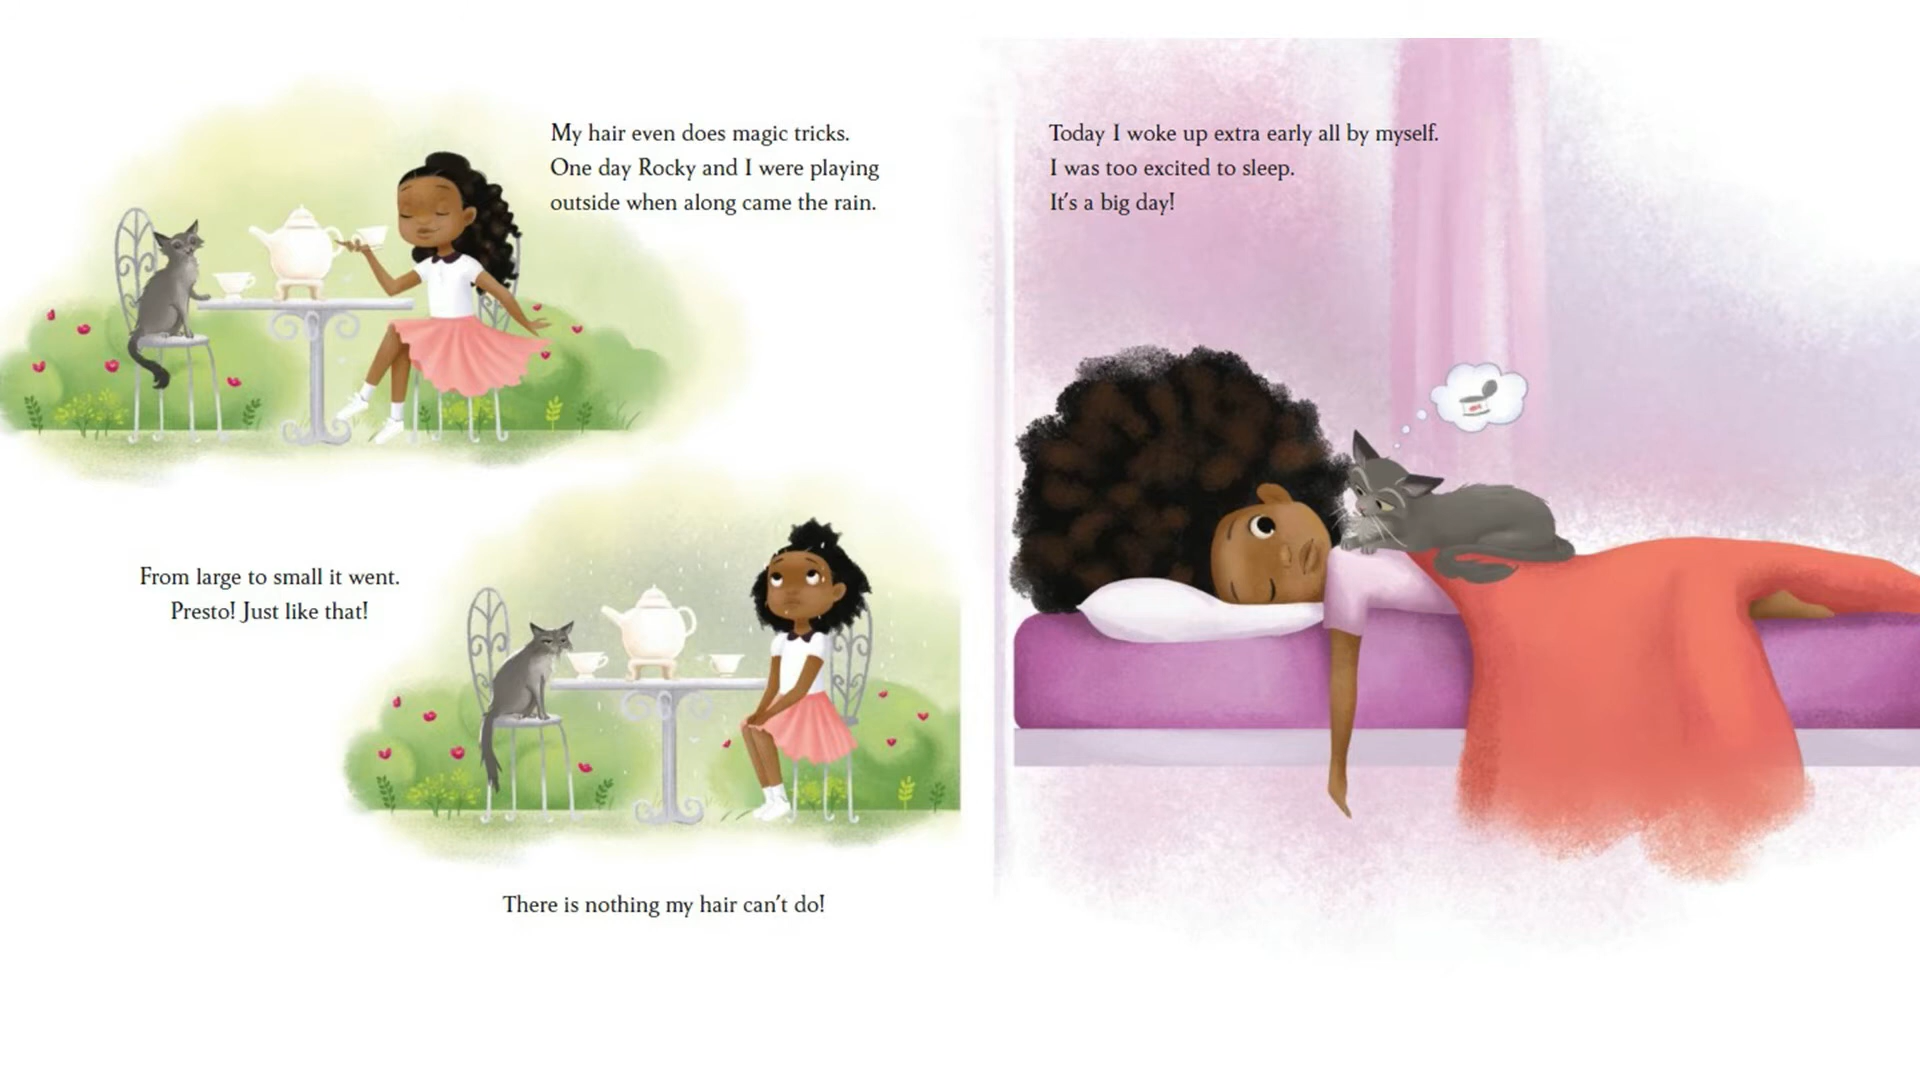 My hair even does magic tricks.
One day Rocky and I were playing
outside when along came the rain.
From large to small it went.
Presto! Just like that!
There is nothing my hair can't do!
Today I woke up extra early all by myself.
I was too excited to sleep.
It's a big day!